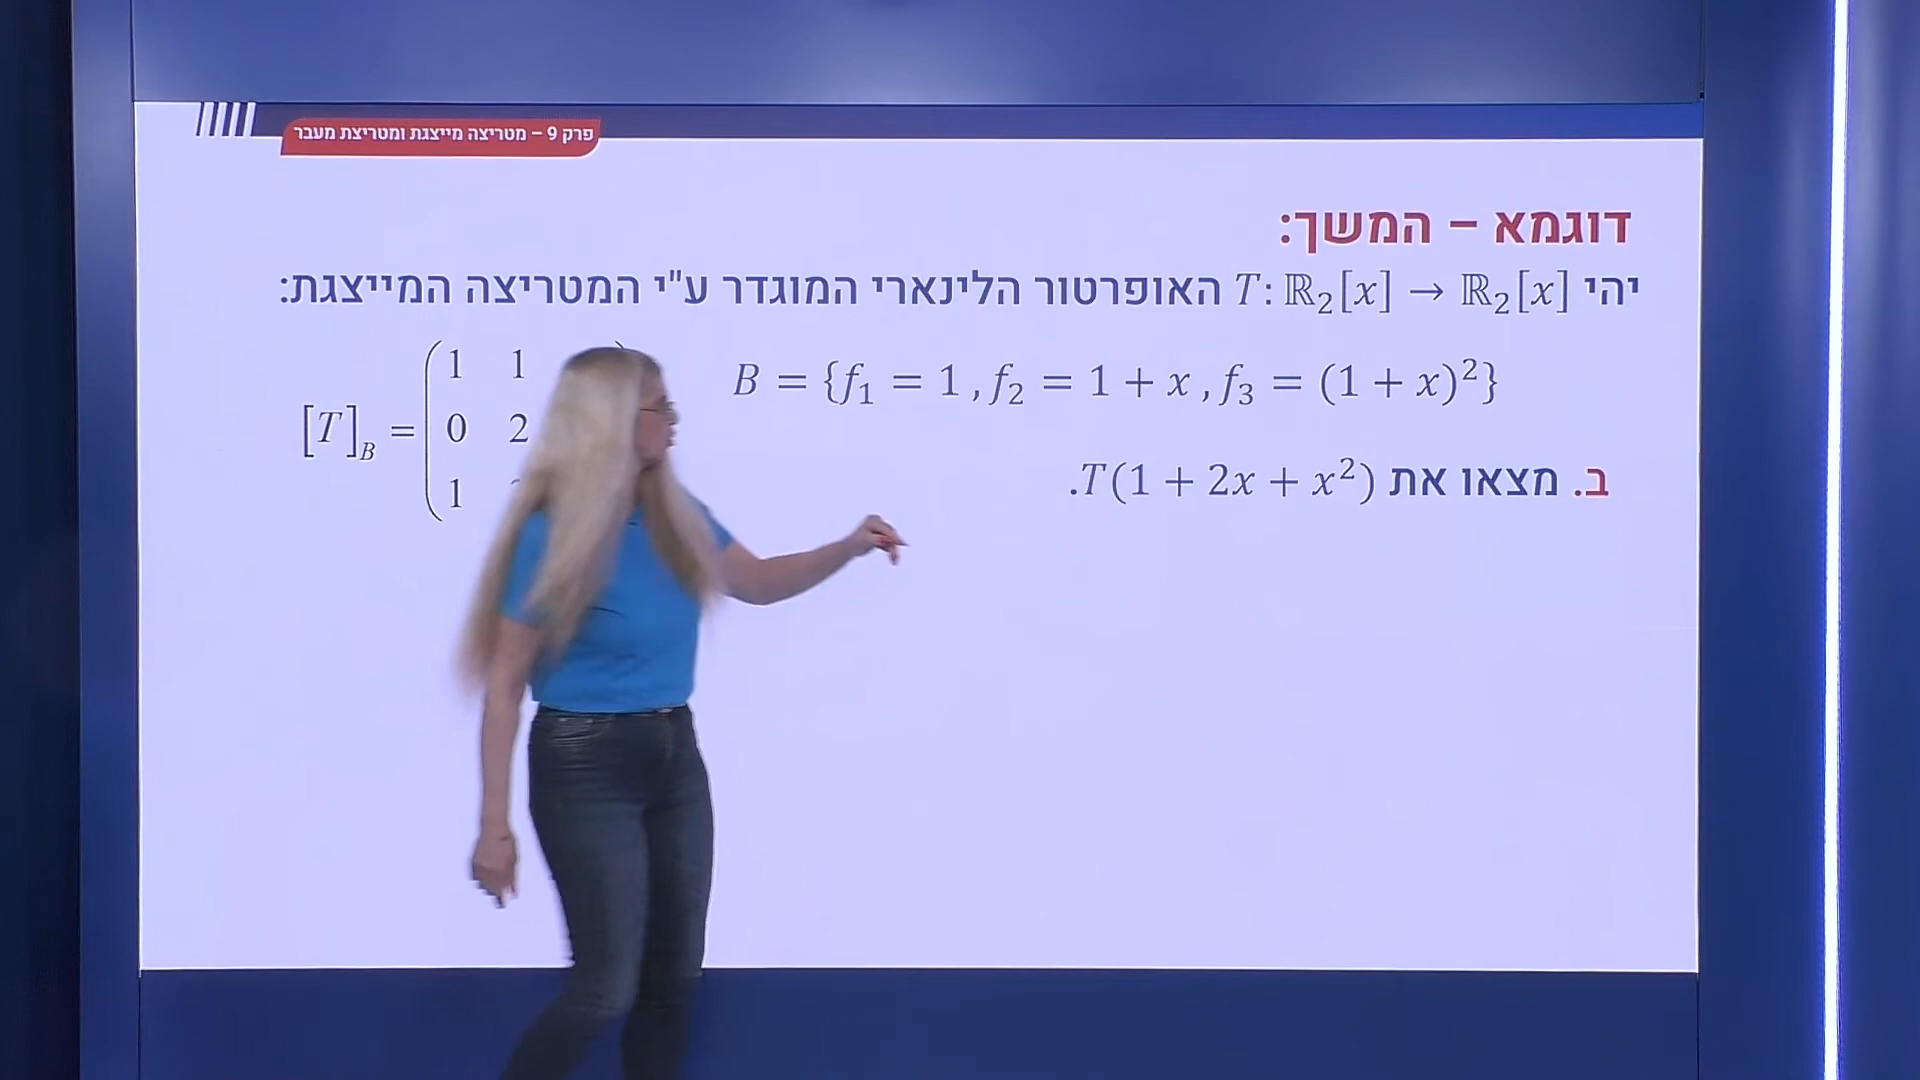 פרק 9 – מטריצה מייצגת ומטריצת מעבר
דוגמא – המשך:
יהי T: ℝ₂[x] → ℝ₂[x] האופרטור הלינארי המוגדר ע"י המטריצה המייצגת:
B = {f₁ = 1 , f₂ = 1 + x , f₃ = (1 + x)²}
[T]_B = ( 1 1
0 2
1
ב. מצאו את T(1 + 2x + x²).